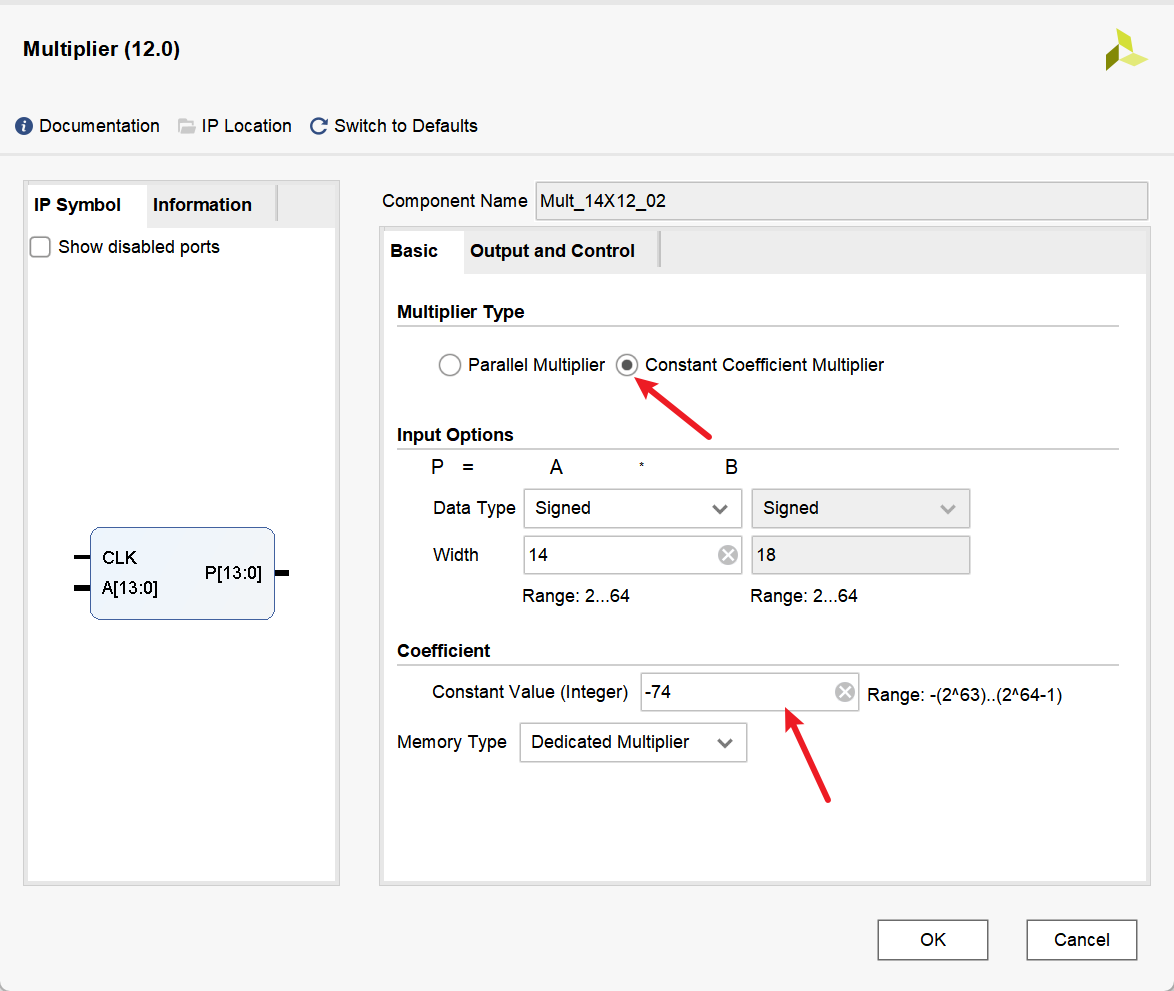 Multiplier (12.0)
Documentation IP Location Switch to Defaults
IP Symbol Information
Show disabled ports
CLK
A[13:0]
P[13:0]
Component Name Mult_14X12_02
Basic Output and Control
Multiplier Type
Parallel Multiplier Constant Coefficient Multiplier
Input Options
P = A * B
Data Type Signed Signed
Width 14 18
Range: 2...64 Range: 2...64
Coefficient
Constant Value (Integer) -74 Range: -(2^63)..(2^64-1)
Memory Type Dedicated Multiplier
OK Cancel